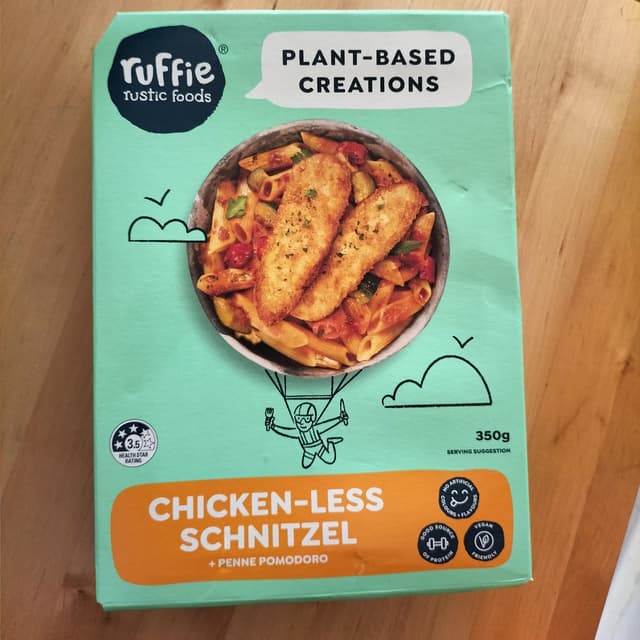 ruffie®
rustic foods
PLANT-BASED
CREATIONS
350g
SERVING SUGGESTION
3.5
HEALTH STAR
RATING
CHICKEN-LESS
SCHNITZEL
+ PENNE POMODORO
NO ARTIFICIAL
COLOURS + FLAVOURS
GOOD SOURCE
OF PROTEIN
VEGAN
FRIENDLY